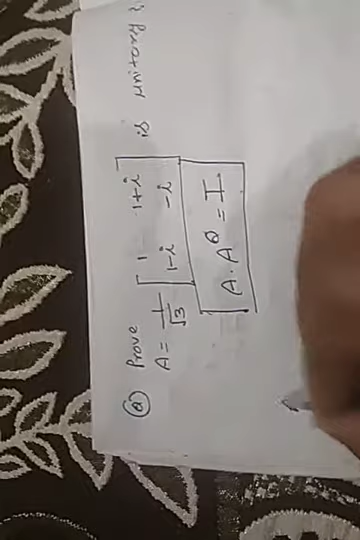 Q Prove
A = 1/√3 [ 1 1+i ; 1-i -i ] is unitary
A.A^θ = I